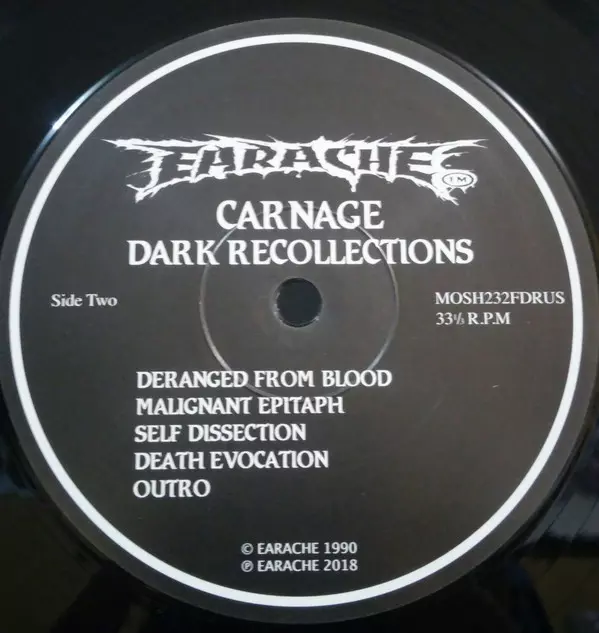 EARACHE TM
CARNAGE
DARK RECOLLECTIONS
Side Two
MOSH232FDRUS
33⅓ R.P.M
DERANGED FROM BLOOD
MALIGNANT EPITAPH
SELF DISSECTION
DEATH EVOCATION
OUTRO
© EARACHE 1990
℗ EARACHE 2018